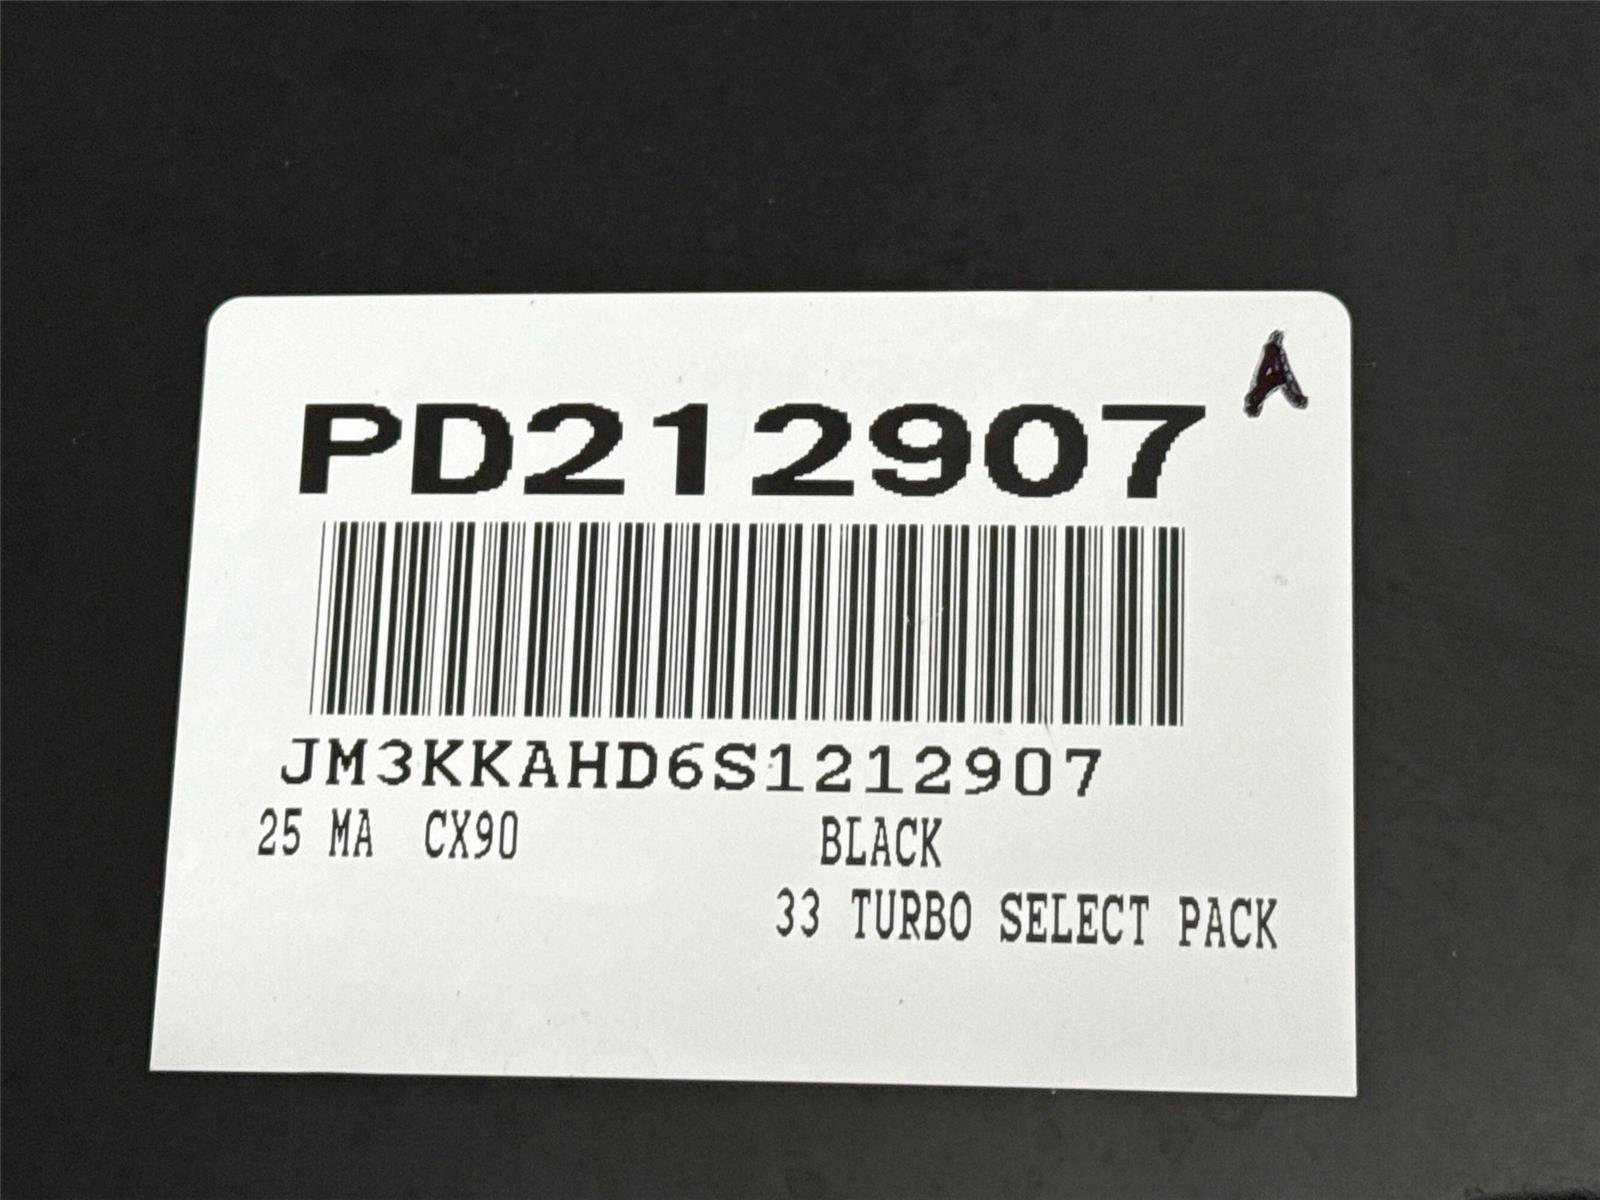 A
PD212907
JM3KKAHD6S1212907
25 MA CX90 BLACK
33 TURBO SELECT PACK